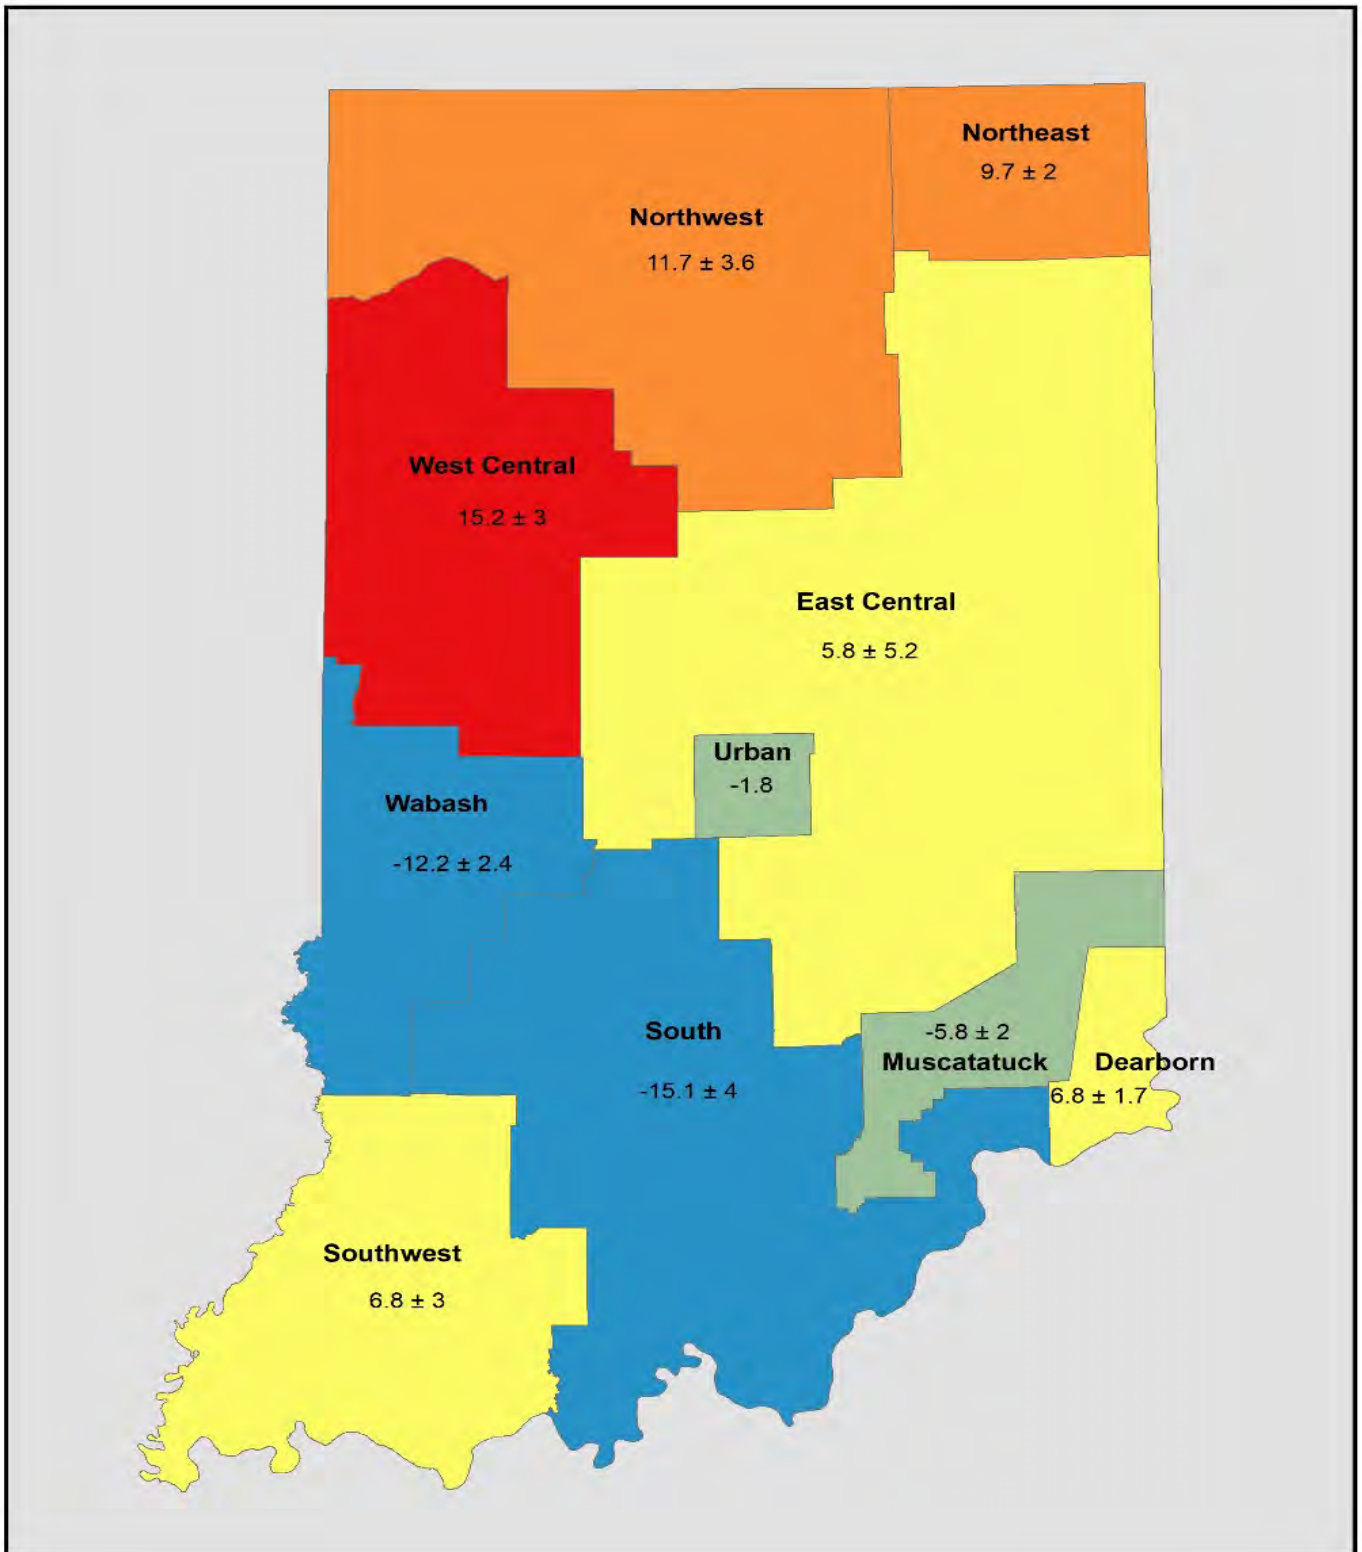 Northeast
9.7 ± 2
Northwest
11.7 ± 3.6
West Central
15.2 ± 3
East Central
5.8 ± 5.2
Urban
-1.8
Wabash
-12.2 ± 2.4
South
-15.1 ± 4
-5.8 ± 2
Muscatatuck
Dearborn
6.8 ± 1.7
Southwest
6.8 ± 3